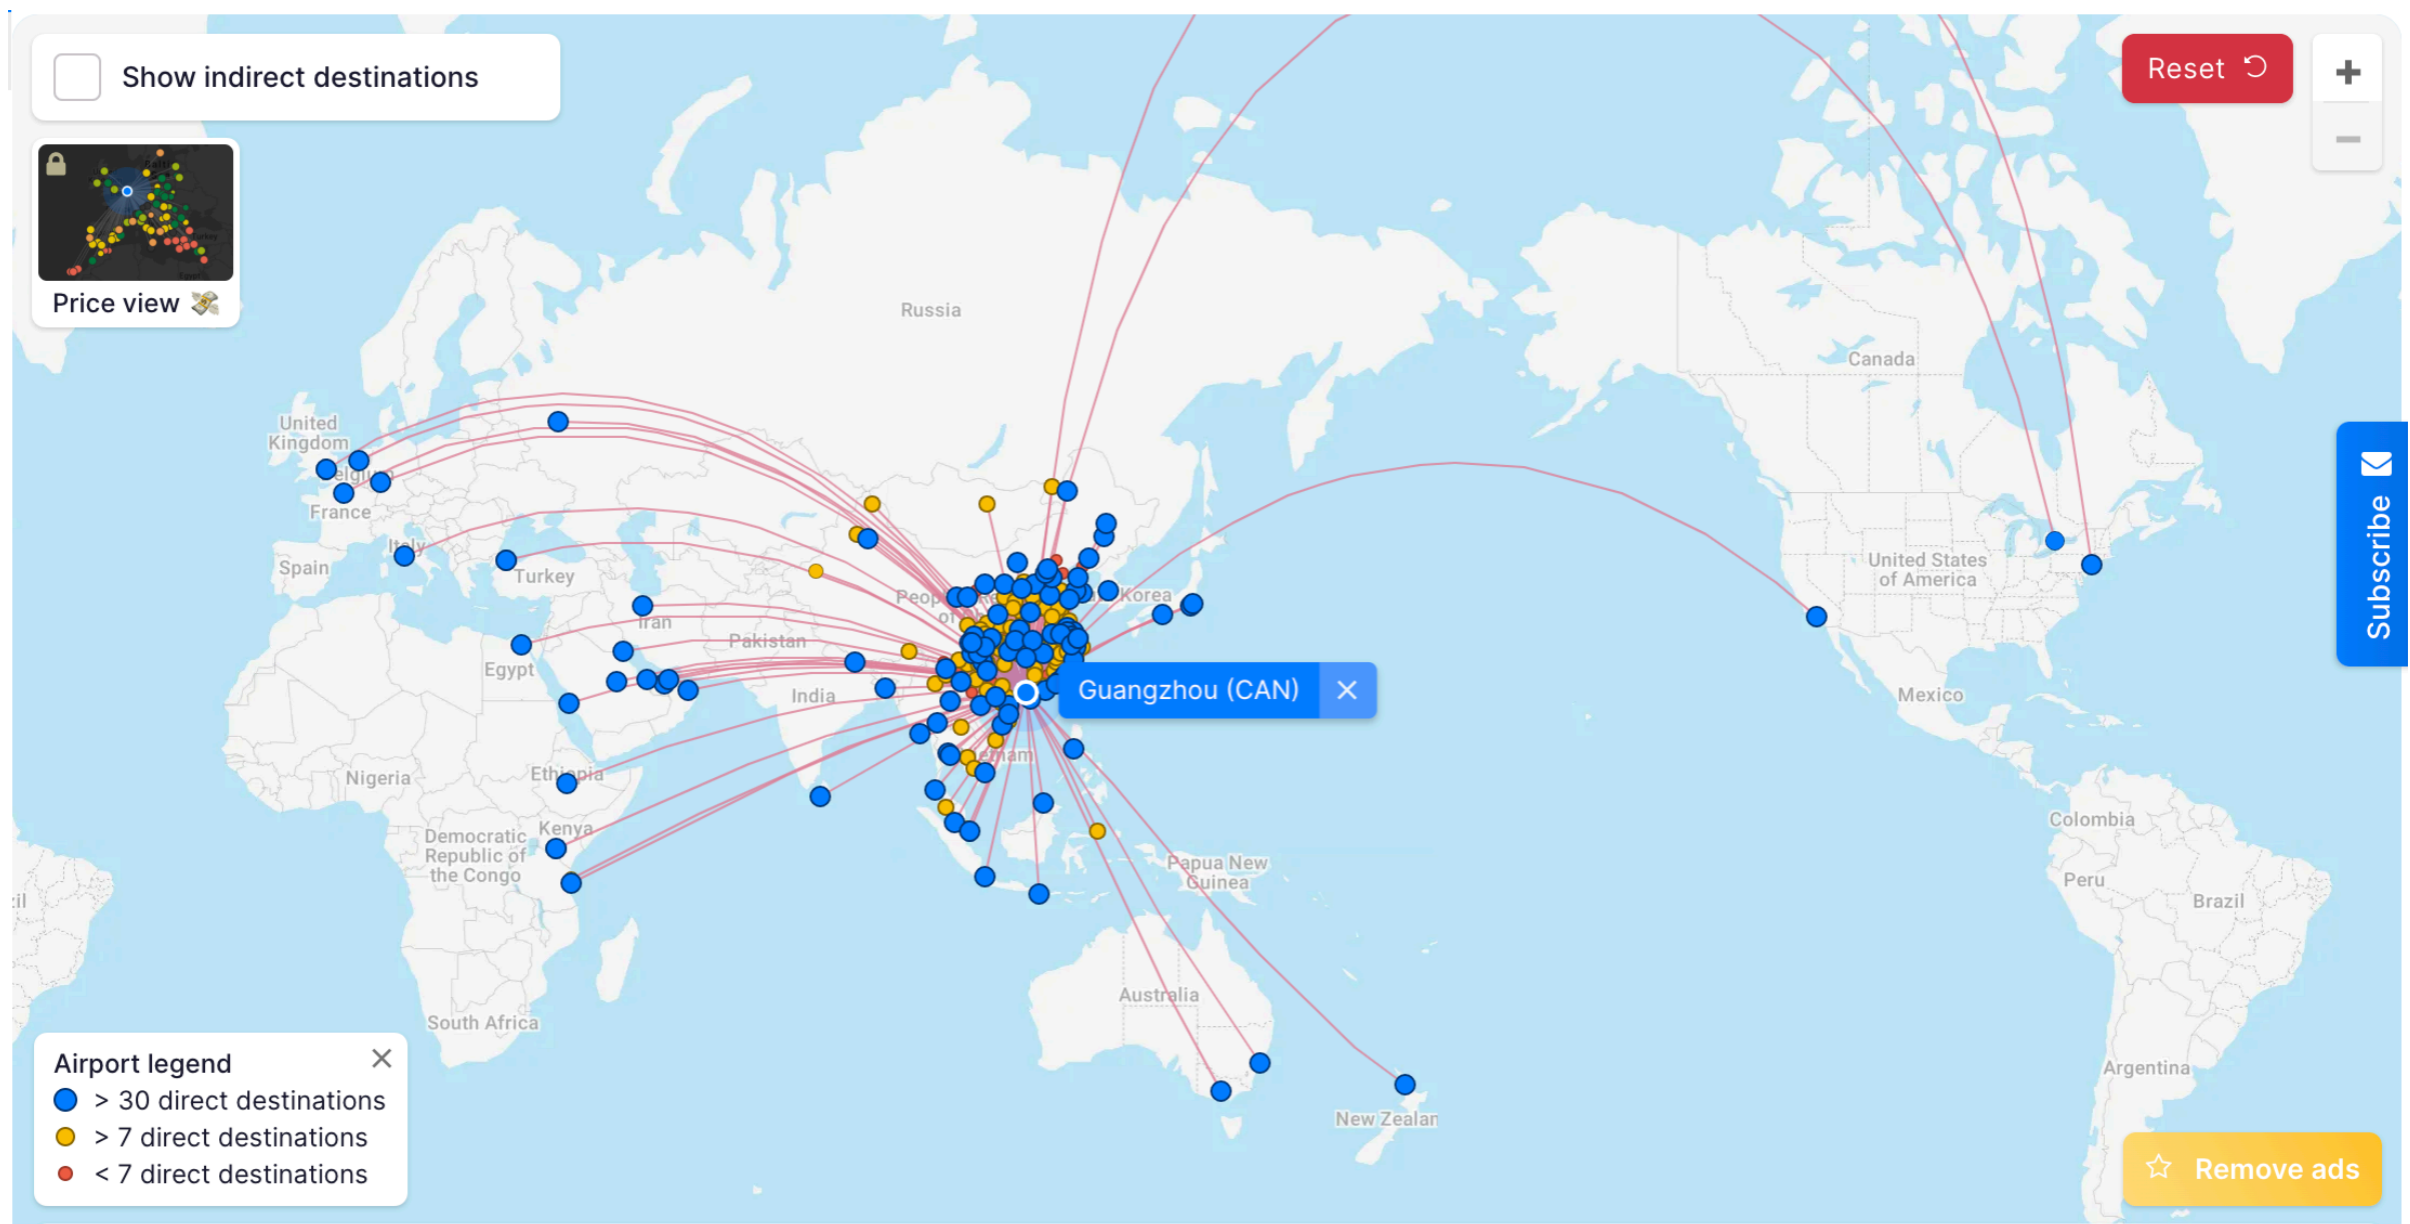 Show indirect destinations
Reset
+
−
Price view
Russia
Canada
United
Kingdom
Belgium
France
Italy
Spain
Turkey
United States
of America
Subscribe
Korea
Iran
Pakistan
Egypt
India
Guangzhou (CAN) ×
Mexico
Vietnam
Nigeria
Ethiopia
Kenya
Democratic
Republic of
the Congo
Colombia
Papua New
Guinea
Peru
Brazil
Australia
South Africa
New Zealan
Argentina
Airport legend ×
> 30 direct destinations
> 7 direct destinations
< 7 direct destinations
Remove ads